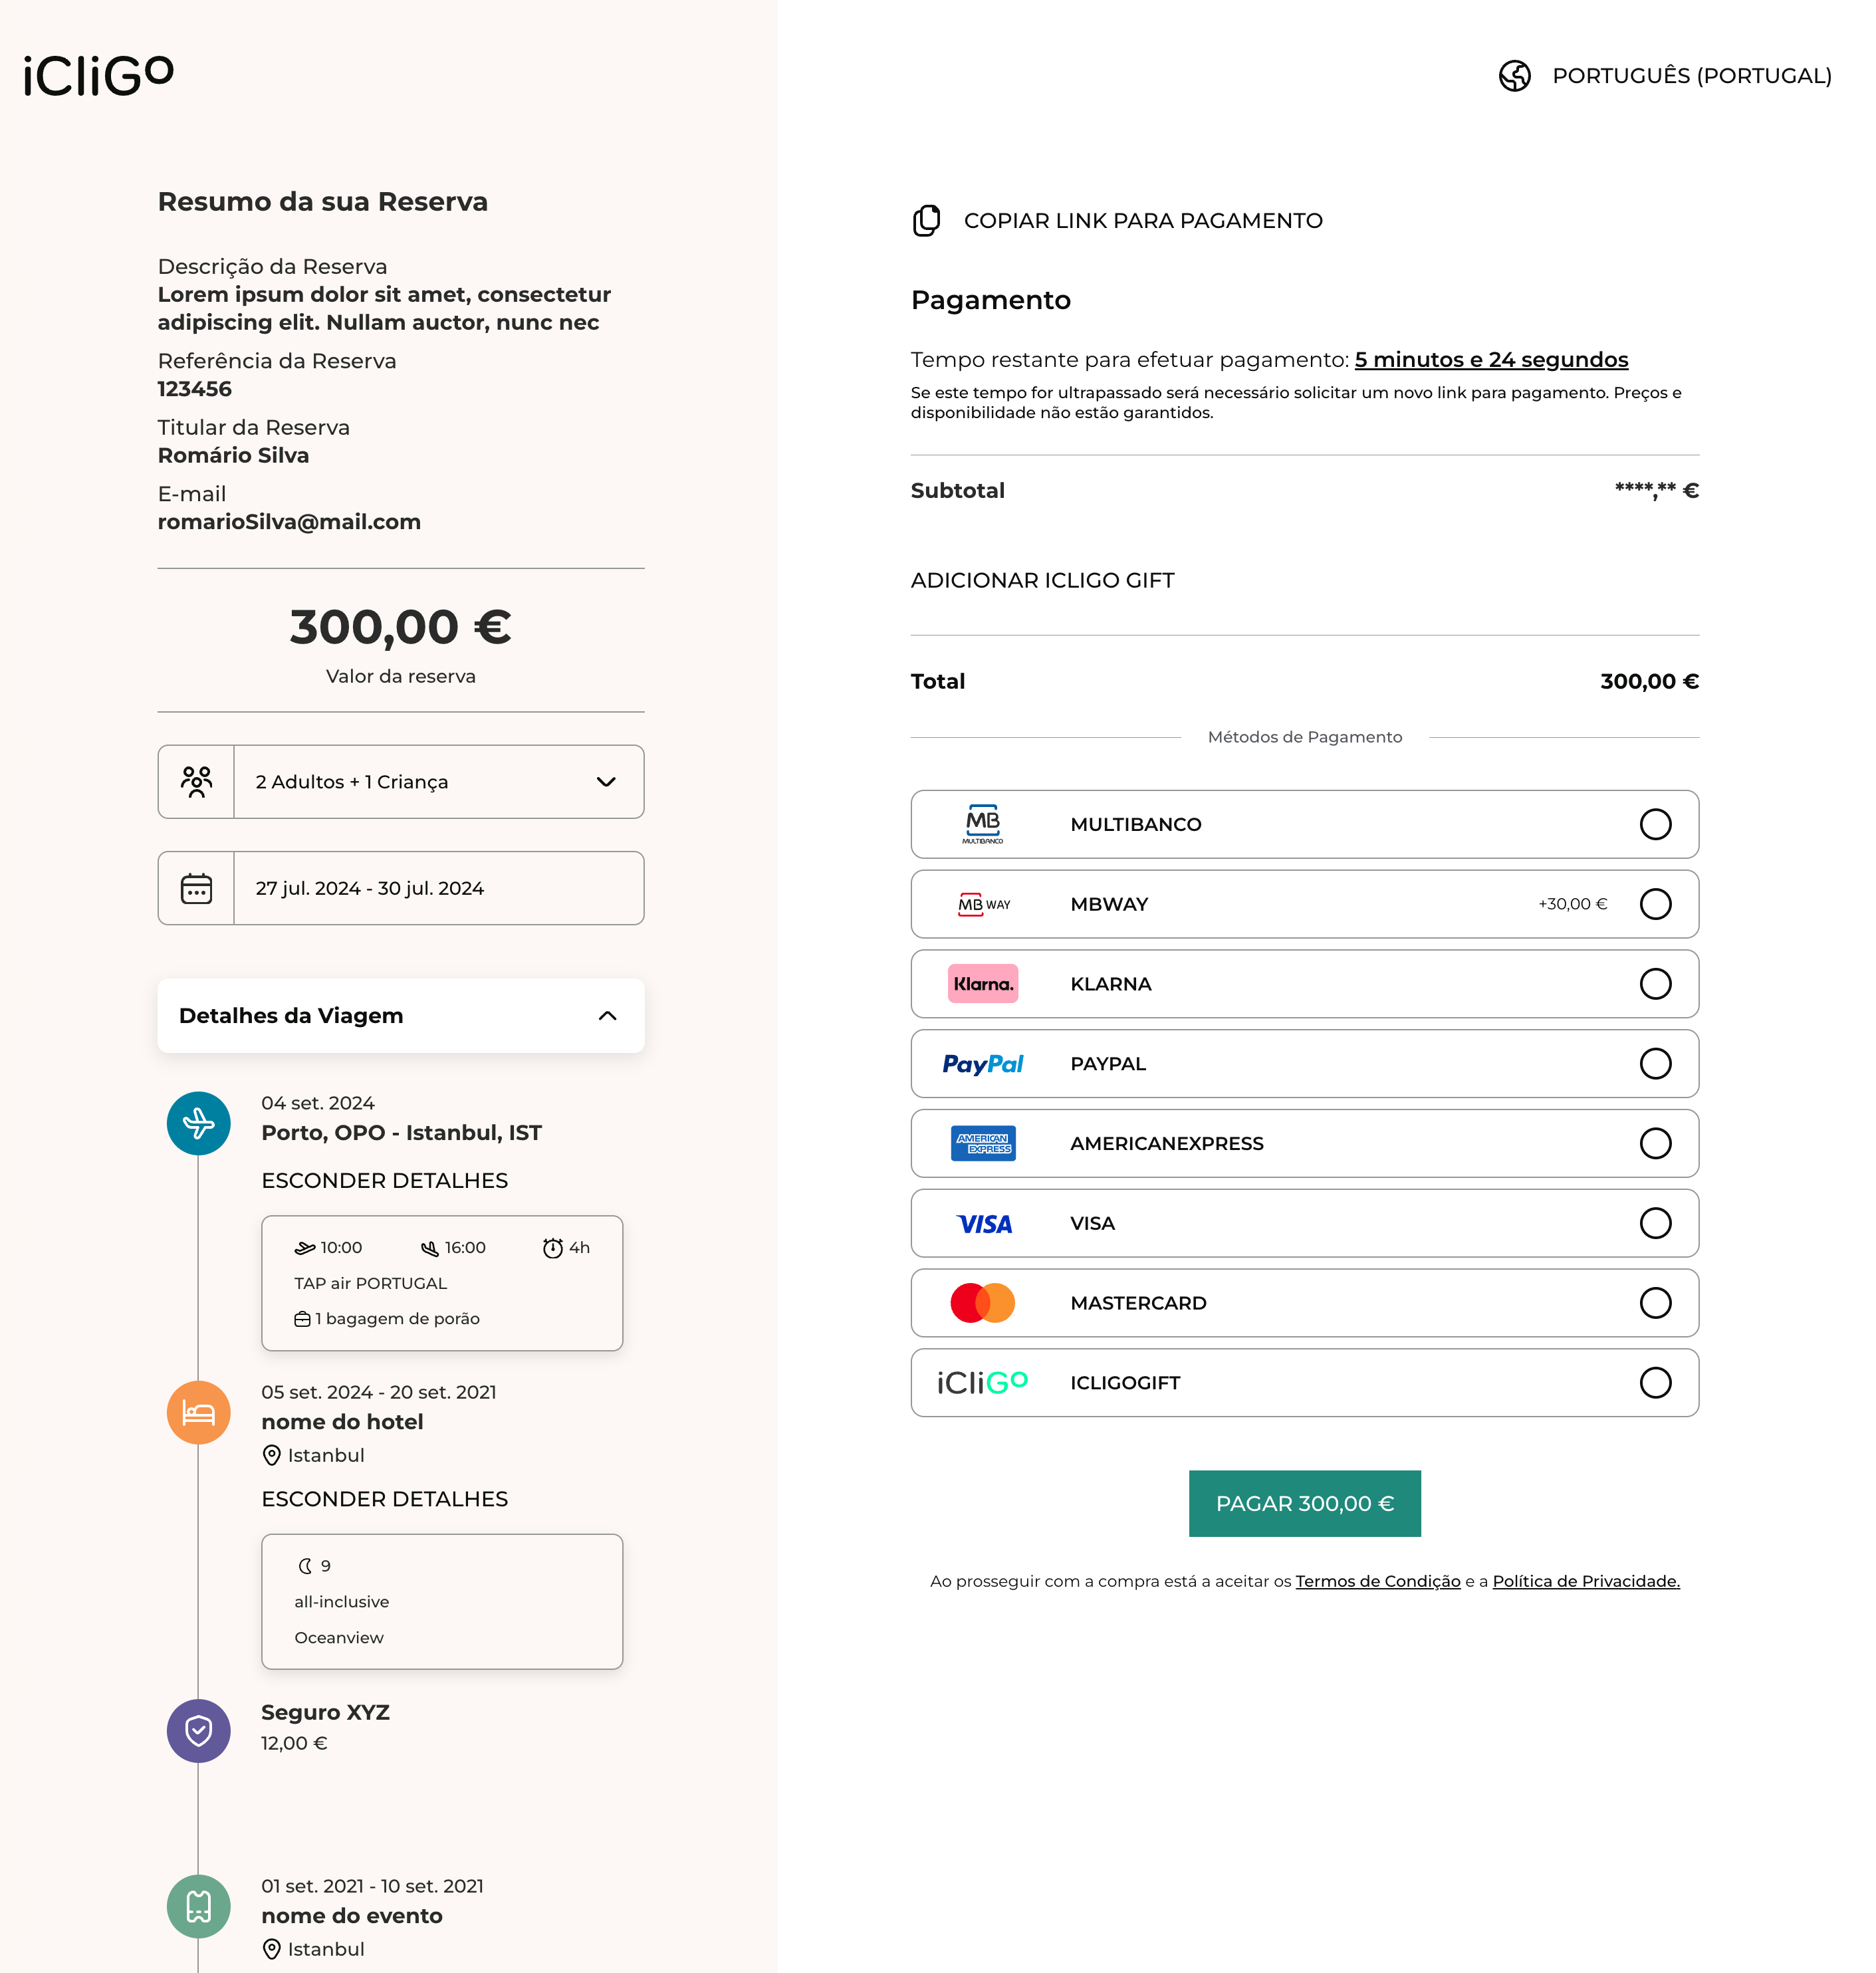 iCliGo
PORTUGUÊS (PORTUGAL)
Resumo da sua Reserva
Descrição da Reserva
Lorem ipsum dolor sit amet, consectetur
adipiscing elit. Nullam auctor, nunc nec
Referência da Reserva
123456
Titular da Reserva
Romário Silva
E-mail
romarioSilva@mail.com
300,00 €
Valor da reserva
2 Adultos + 1 Criança
27 jul. 2024 - 30 jul. 2024
Detalhes da Viagem
04 set. 2024
Porto, OPO - Istanbul, IST
ESCONDER DETALHES
10:00 16:00 4h
TAP air PORTUGAL
1 bagagem de porão
05 set. 2024 - 20 set. 2021
nome do hotel
Istanbul
ESCONDER DETALHES
9
all-inclusive
Oceanview
Seguro XYZ
12,00 €
01 set. 2021 - 10 set. 2021
nome do evento
Istanbul
COPIAR LINK PARA PAGAMENTO
Pagamento
Tempo restante para efetuar pagamento: 5 minutos e 24 segundos
Se este tempo for ultrapassado será necessário solicitar um novo link para pagamento. Preços e
disponibilidade não estão garantidos.
Subtotal ****,** €
ADICIONAR ICLIGO GIFT
Total 300,00 €
Métodos de Pagamento
MB MULTIBANCO MULTIBANCO
MB WAY MBWAY +30,00 €
Klarna. KLARNA
PayPal PAYPAL
AMERICAN EXPRESS AMERICANEXPRESS
VISA VISA
MASTERCARD
iCliGo ICLIGOGIFT
PAGAR 300,00 €
Ao prosseguir com a compra está a aceitar os Termos de Condição e a Política de Privacidade.